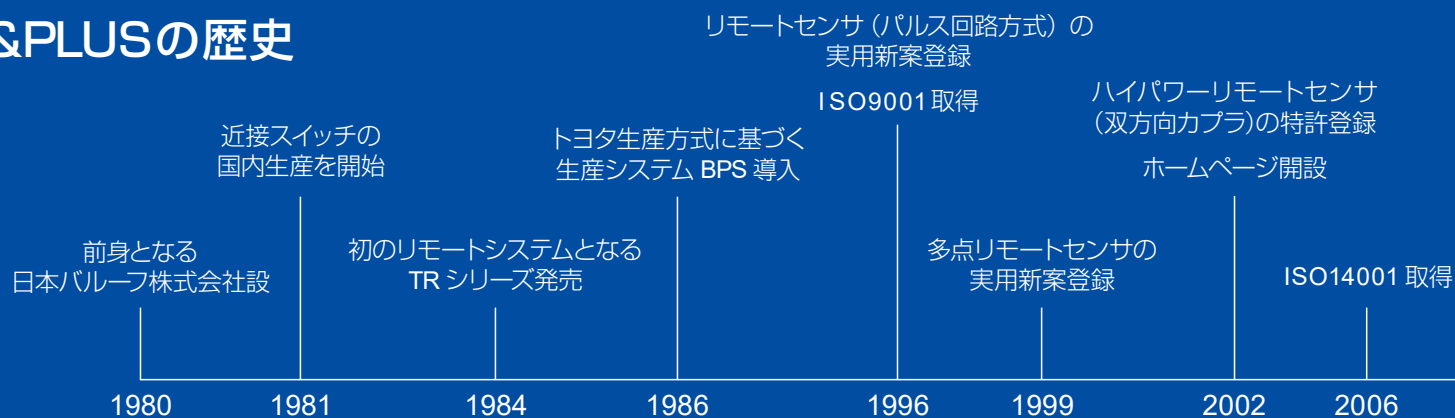 &PLUSの歴史
リモートセンサ(パルス回路方式)の
実用新案登録
ISO9001取得
ハイパワーリモートセンサ
(双方向カプラ)の特許登録
ホームページ開設
近接スイッチの
国内生産を開始
トヨタ生産方式に基づく
生産システム BPS 導入
前身となる
日本バルーフ株式会社設
初のリモートシステムとなる
TR シリーズ発売
多点リモートセンサの
実用新案登録
ISO14001 取得
1980 1981 1984 1986 1996 1999 2002 2006